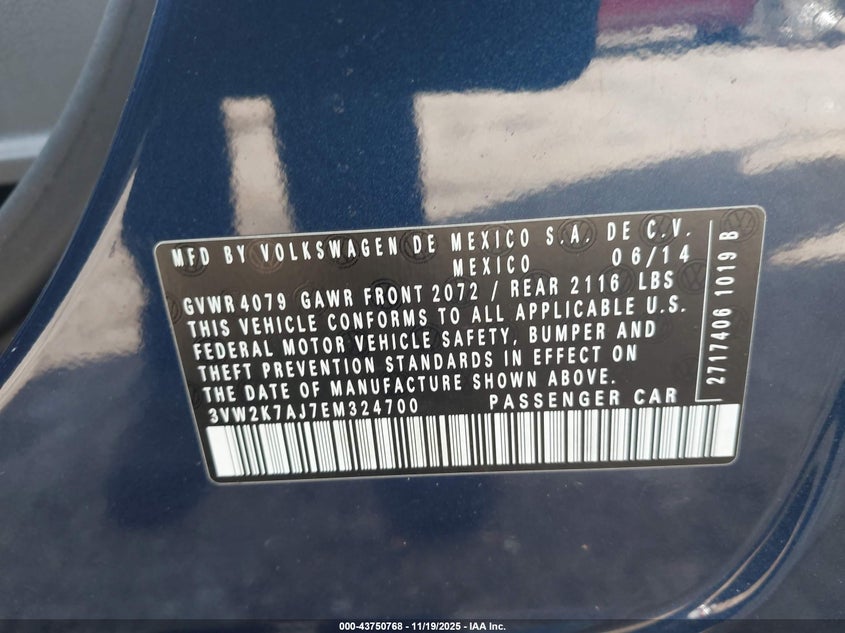 MFD BY VOLKSWAGEN DE MEXICO S.A. DE C.V.
MEXICO 06/14
GVWR 4079 GAWR FRONT 2072 / REAR 2116 LBS
THIS VEHICLE CONFORMS TO ALL APPLICABLE U.S.
FEDERAL MOTOR VEHICLE SAFETY, BUMPER AND
THEFT PREVENTION STANDARDS IN EFFECT ON
THE DATE OF MANUFACTURE SHOWN ABOVE.
3VW2K7AJ7EM324700 PASSENGER CAR
2717406 1019 B
000-43750768 - 11/19/2025 - IAA Inc.